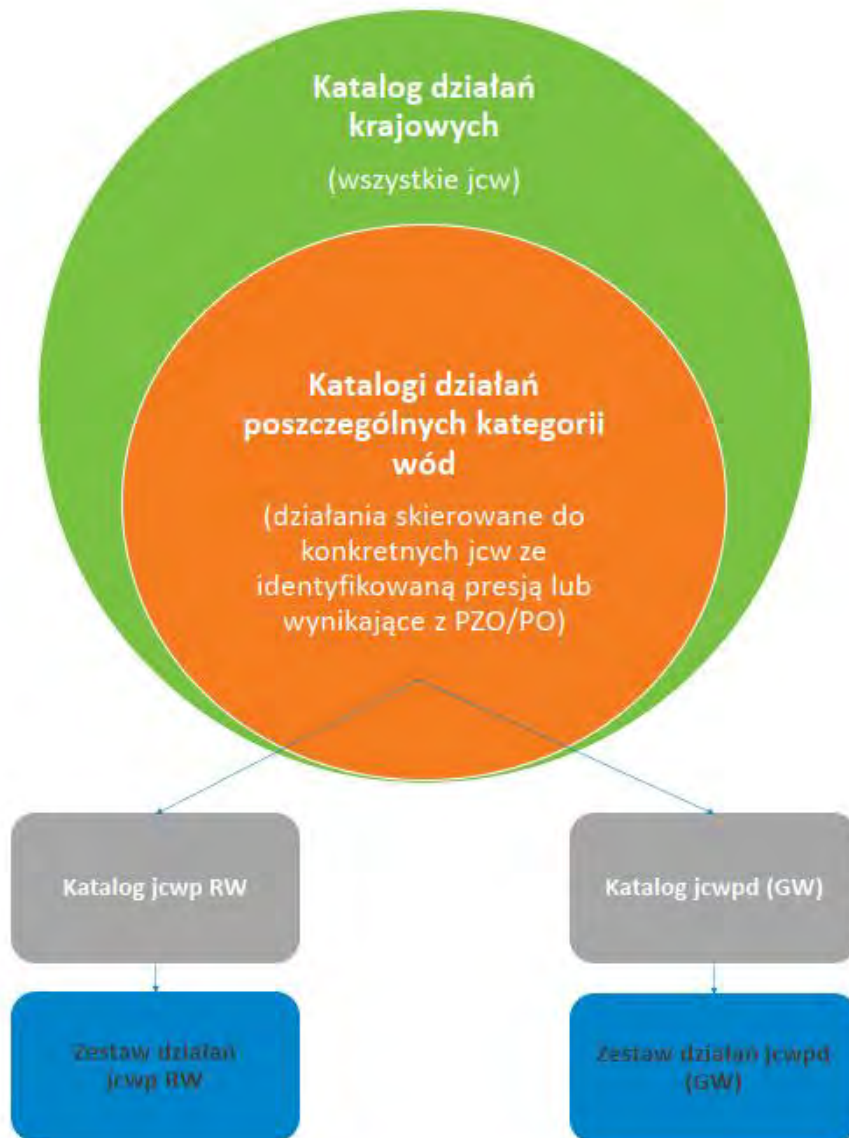 Katalog działań
krajowych
(wszystkie jcw)
Katalogi działań
poszczególnych kategorii
wód
(działania skierowane do
konkretnych jcw ze
identyfikowaną presją lub
wynikające z PZO/PO)
Katalog jcwp RW
Katalog jcwpd (GW)
Zestaw działań
jcwp RW
Zestaw działań jcwpd
(GW)